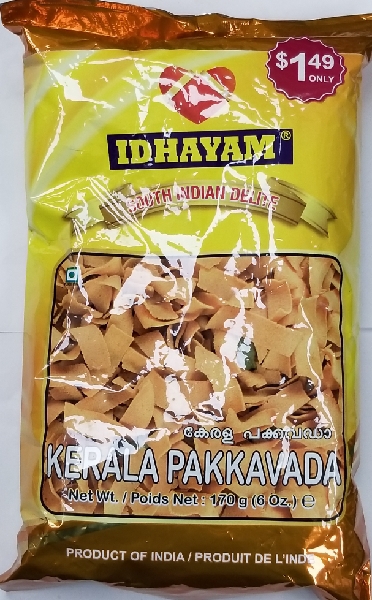 $1.49
ONLY
IDHAYAM®
SOUTH INDIAN DELITE
കേരള പക്കവഡാ
KERALA PAKKAVADA
Net Wt. / Poids Net : 170 g (6 Oz.) ℮
PRODUCT OF INDIA / PRODUIT DE L'INDE